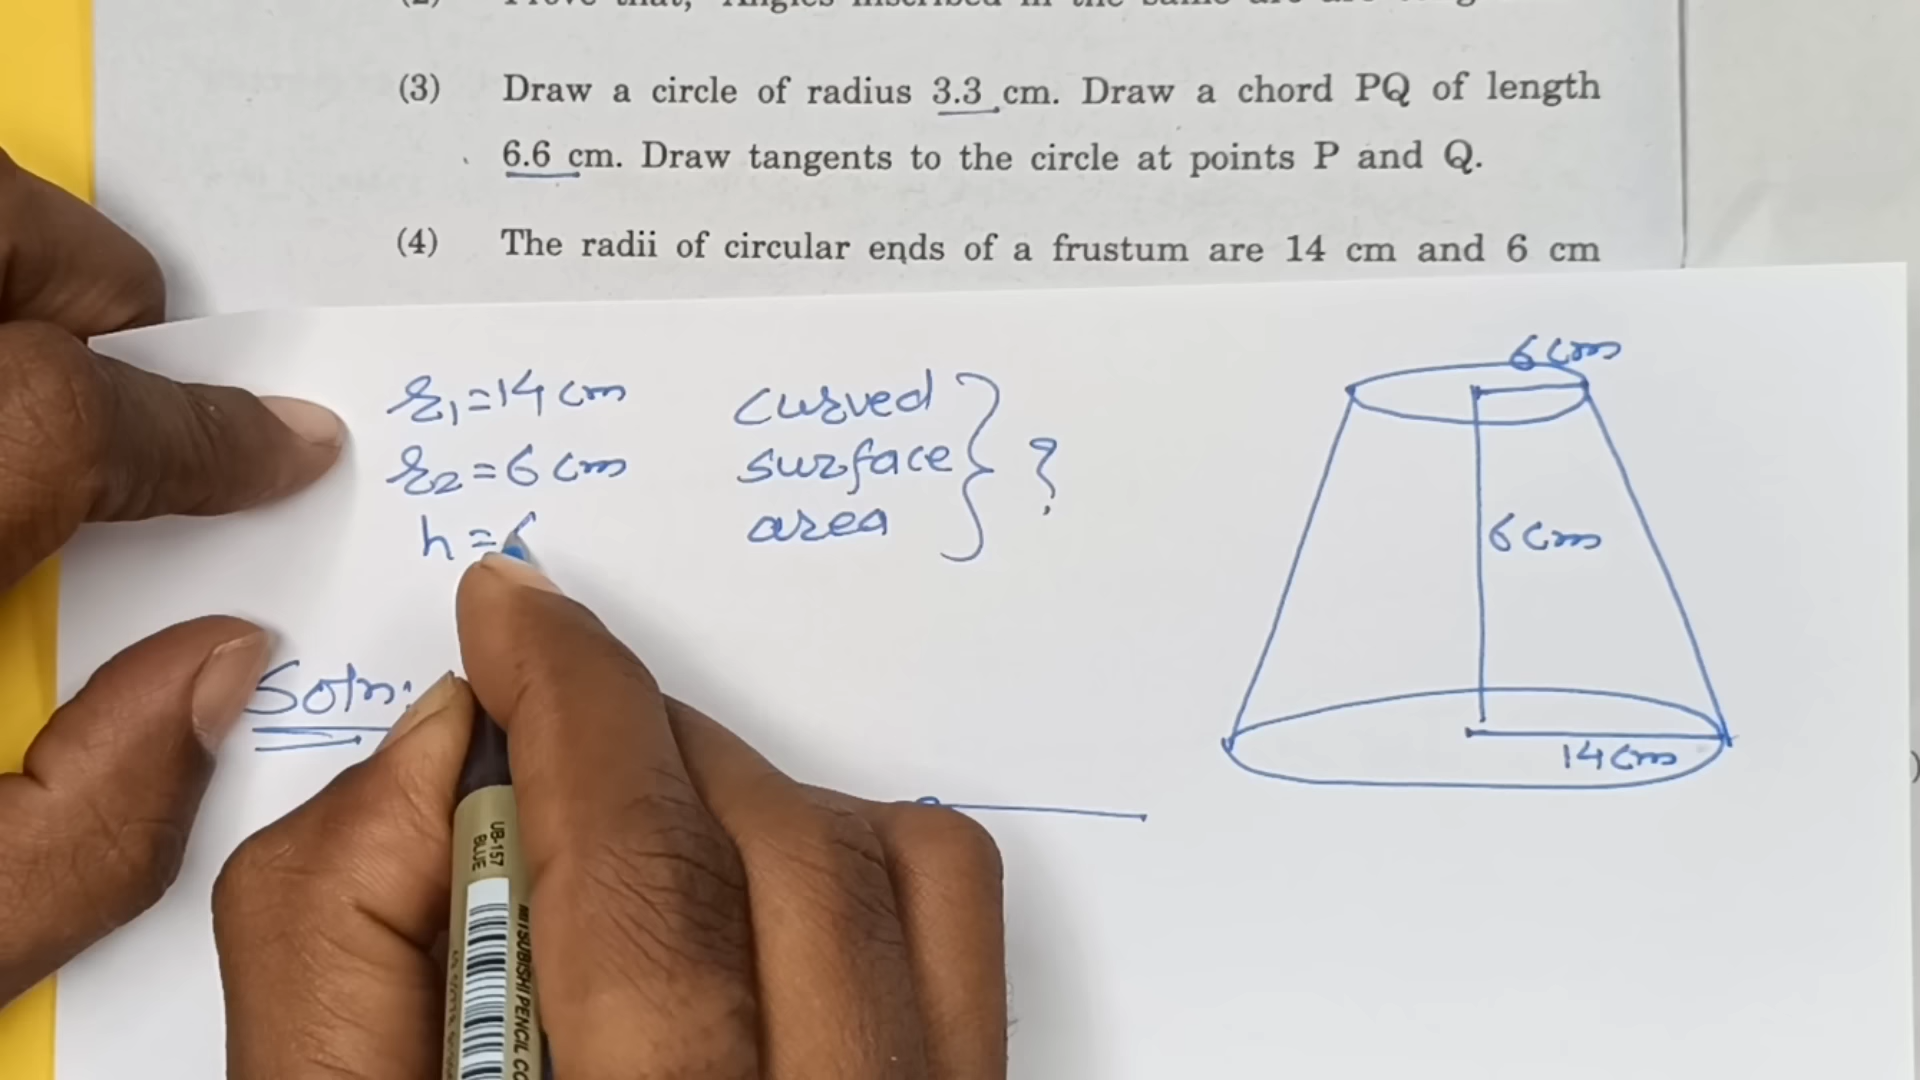 (3) Draw a circle of radius 3.3 cm. Draw a chord PQ of length
6.6 cm. Draw tangents to the circle at points P and Q.
(4) The radii of circular ends of a frustum are 14 cm and 6 cm
r1 = 14 cm
r2 = 6 cm
h =
curved
surface
area
} ?
Soln:
6 cm
6 cm
14 cm
UB-157
BLUE
MITSUBISHI PENCIL CO
)